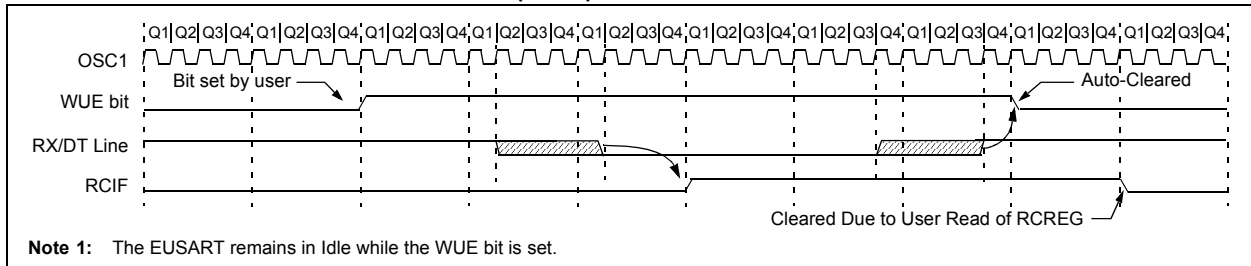 Q1|Q2|Q3|Q4|Q1|Q2|Q3|Q4|Q1|Q2|Q3|Q4|Q1|Q2|Q3|Q4|Q1|Q2|Q3|Q4|Q1|Q2|Q3|Q4|Q1|Q2|Q3|Q4|Q1|Q2|Q3|Q4|Q1|Q2|Q3|Q4|Q1|Q2|Q3|Q4
OSC1
Bit set by user
Auto-Cleared
WUE bit
RX/DT Line
RCIF
Cleared Due to User Read of RCREG
Note 1: The EUSART remains in Idle while the WUE bit is set.